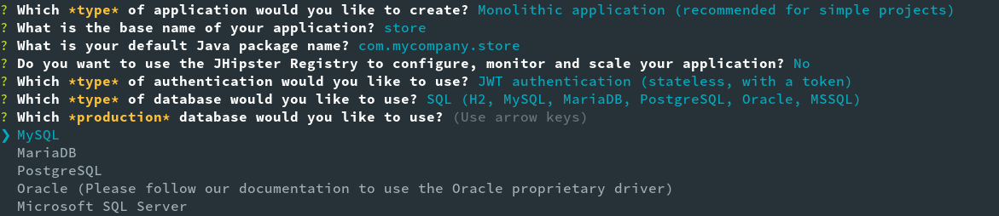 ? Which *type* of application would you like to create? Monolithic application (recommended for simple projects)
? What is the base name of your application? store
? What is your default Java package name? com.mycompany.store
? Do you want to use the JHipster Registry to configure, monitor and scale your application? No
? Which *type* of authentication would you like to use? JWT authentication (stateless, with a token)
? Which *type* of database would you like to use? SQL (H2, MySQL, MariaDB, PostgreSQL, Oracle, MSSQL)
? Which *production* database would you like to use? (Use arrow keys)
❯ MySQL
MariaDB
PostgreSQL
Oracle (Please follow our documentation to use the Oracle proprietary driver)
Microsoft SQL Server